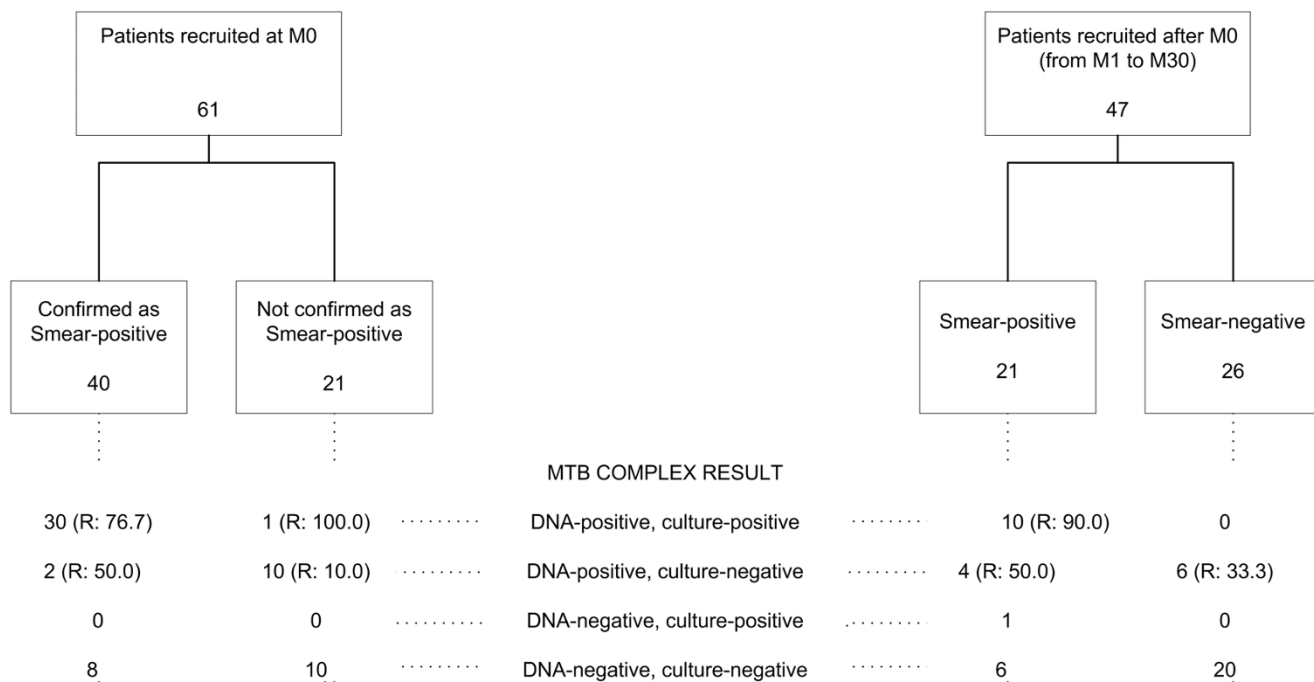 Patients recruited at M0
61
Patients recruited after M0
(from M1 to M30)
47
Confirmed as
Smear-positive
40
Not confirmed as
Smear-positive
21
Smear-positive
21
Smear-negative
26
MTB COMPLEX RESULT
30 (R: 76.7) 1 (R: 100.0) DNA-positive, culture-positive 10 (R: 90.0) 0
2 (R: 50.0) 10 (R: 10.0) DNA-positive, culture-negative 4 (R: 50.0) 6 (R: 33.3)
0 0 DNA-negative, culture-positive 1 0
8 10 DNA-negative, culture-negative 6 20